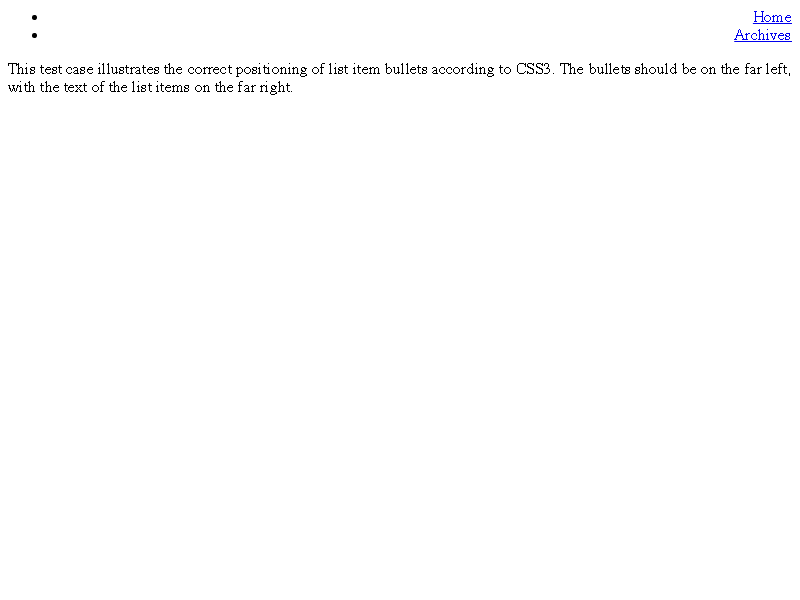 • Home
• Archives
This test case illustrates the correct positioning of list item bullets according to CSS3. The bullets should be on the far left,
with the text of the list items on the far right.